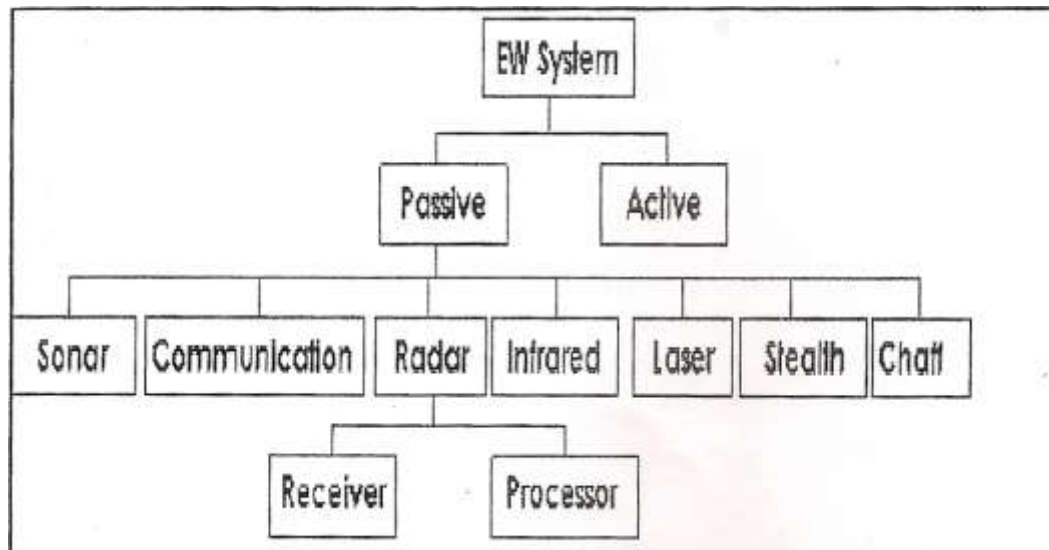 EW System
Passive
Active
Sonar
Communication
Radar
Infrared
Laser
Stealth
Chaff
Receiver
Processor